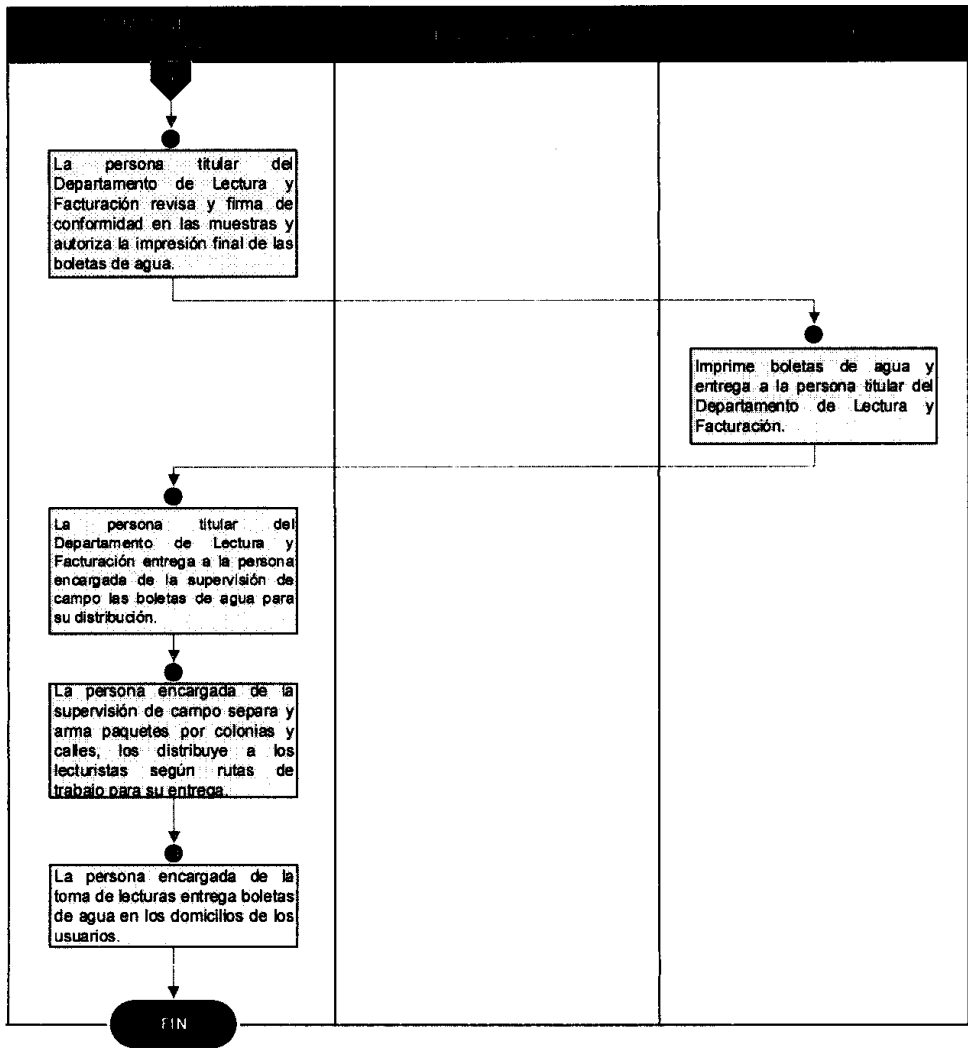 La persona titular del
Departamento de Lectura y
Facturación revisa y firma de
conformidad en las muestras y
autoriza la impresión final de las
boletas de agua.
Imprime boletas de agua y
entrega a la persona titular del
Departamento de Lectura y
Facturación.
La persona titular del
Departamento de Lectura y
Facturación entrega a la persona
encargada de la supervisión de
campo las boletas de agua para
su distribución.
La persona encargada de la
supervisión de campo separa y
arma paquetes por colonias y
calles, los distribuye a los
lecturistas según rutas de
trabajo para su entrega.
La persona encargada de la
toma de lecturas entrega boletas
de agua en los domicilios de los
usuarios.
FIN